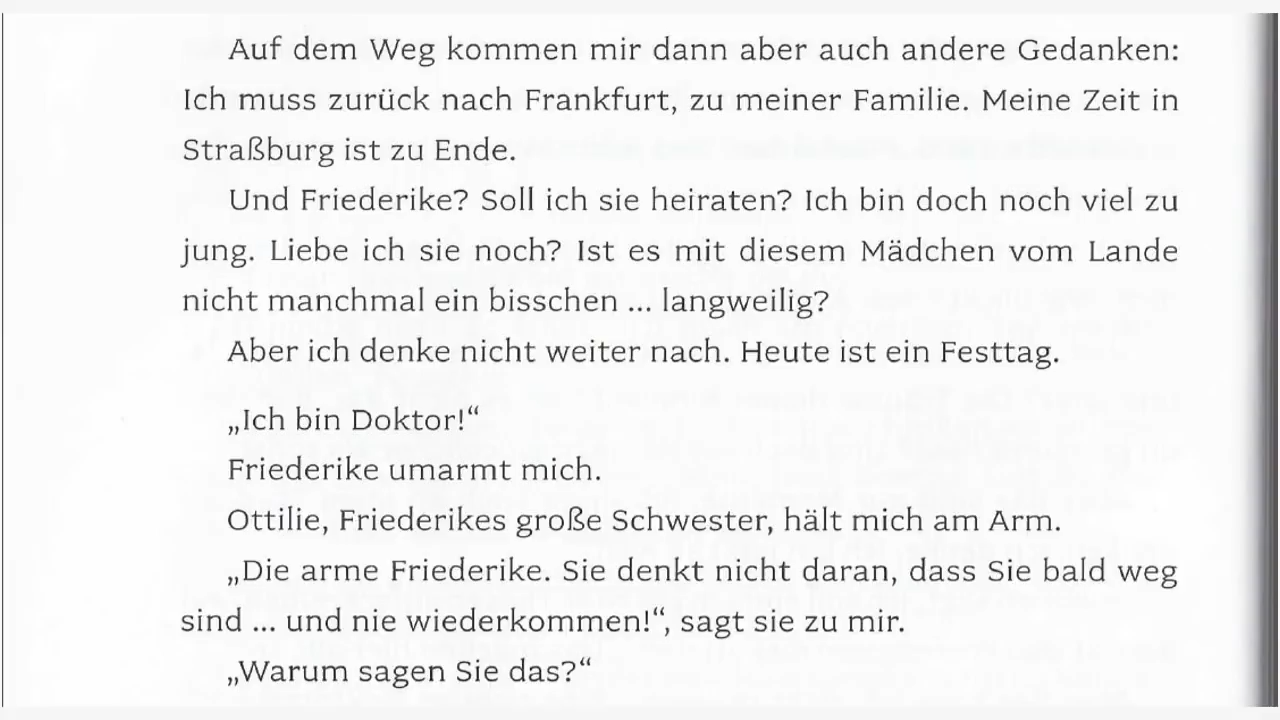 Auf dem Weg kommen mir dann aber auch andere Gedanken:
Ich muss zurück nach Frankfurt, zu meiner Familie. Meine Zeit in
Straßburg ist zu Ende.
Und Friederike? Soll ich sie heiraten? Ich bin doch noch viel zu
jung. Liebe ich sie noch? Ist es mit diesem Mädchen vom Lande
nicht manchmal ein bisschen ... langweilig?
Aber ich denke nicht weiter nach. Heute ist ein Festtag.
„Ich bin Doktor!“
Friederike umarmt mich.
Ottilie, Friederikes große Schwester, hält mich am Arm.
„Die arme Friederike. Sie denkt nicht daran, dass Sie bald weg
sind ... und nie wiederkommen!“, sagt sie zu mir.
„Warum sagen Sie das?“